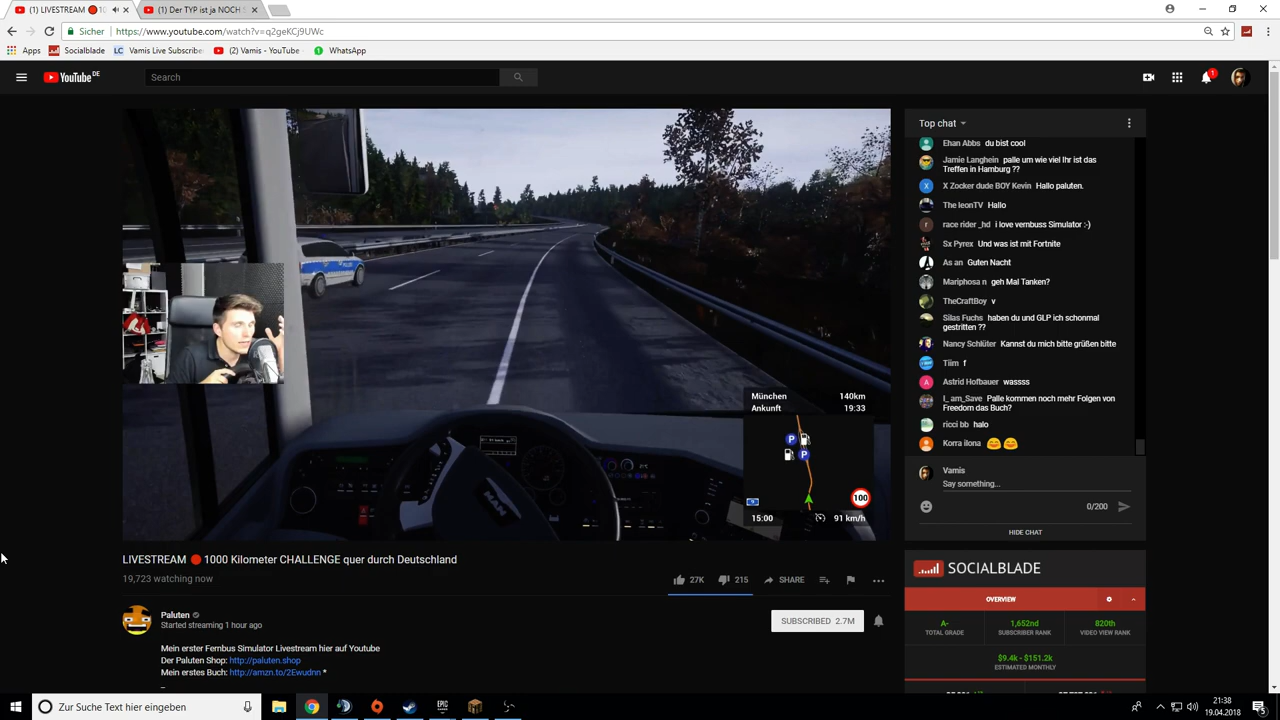 (1) LIVESTREAM 🔴 10
(1) Der TYP ist ja NOCH S
Sicher
https://www.youtube.com/watch?v=q2geKCj9UWc
Apps
Socialblade
Vamis Live Subscribe
(2) Vamis - YouTube
WhatsApp
YouTube DE
Search
1
Top chat
Ehan Abbs du bist cool
Jamie Langhein palle um wie viel Ihr ist das
Treffen in Hamburg ??
X Zocker dude BOY Kevin Hallo paluten.
The leonTV Hallo
race rider _hd i love vernbuss Simulator :-)
Sx Pyrex Und was ist mit Fortnite
As an Guten Nacht
Mariphosa n geh Mal Tanken?
TheCraftBoy v
Silas Fuchs haben du und GLP ich schonmal
gestritten ??
Nancy Schlüter Kannst du mich bitte grüßen bitte
Tiim f
Astrid Hofbauer wassss
I_ am_Save Palle kommen noch mehr Folgen von
Freedom das Buch?
ricci bb halo
Korra ilona 😄😄
Vamis
Say something...
0/200
HIDE CHAT
München 140km
Ankunft 19:33
P
P
100
15:00 91 km/h
MAN
LIVESTREAM 🔴 1000 Kilometer CHALLENGE quer durch Deutschland
19,723 watching now
27K
215
SHARE
Paluten
Started streaming 1 hour ago
SUBSCRIBED 2.7M
Mein erster Fernbus Simulator Livestream hier auf Youtube
Der Paluten Shop: http://paluten.shop
Mein erstes Buch: http://amzn.to/2Ewudnn *
SOCIALBLADE
OVERVIEW
A- 1,652nd 820th
TOTAL GRADE SUBSCRIBER RANK VIDEO VIEW RANK
$9.4k - $151.2k
ESTIMATED MONTHLY
Zur Suche Text hier eingeben
EPIC GAMES
21:38
19.04.2018
5